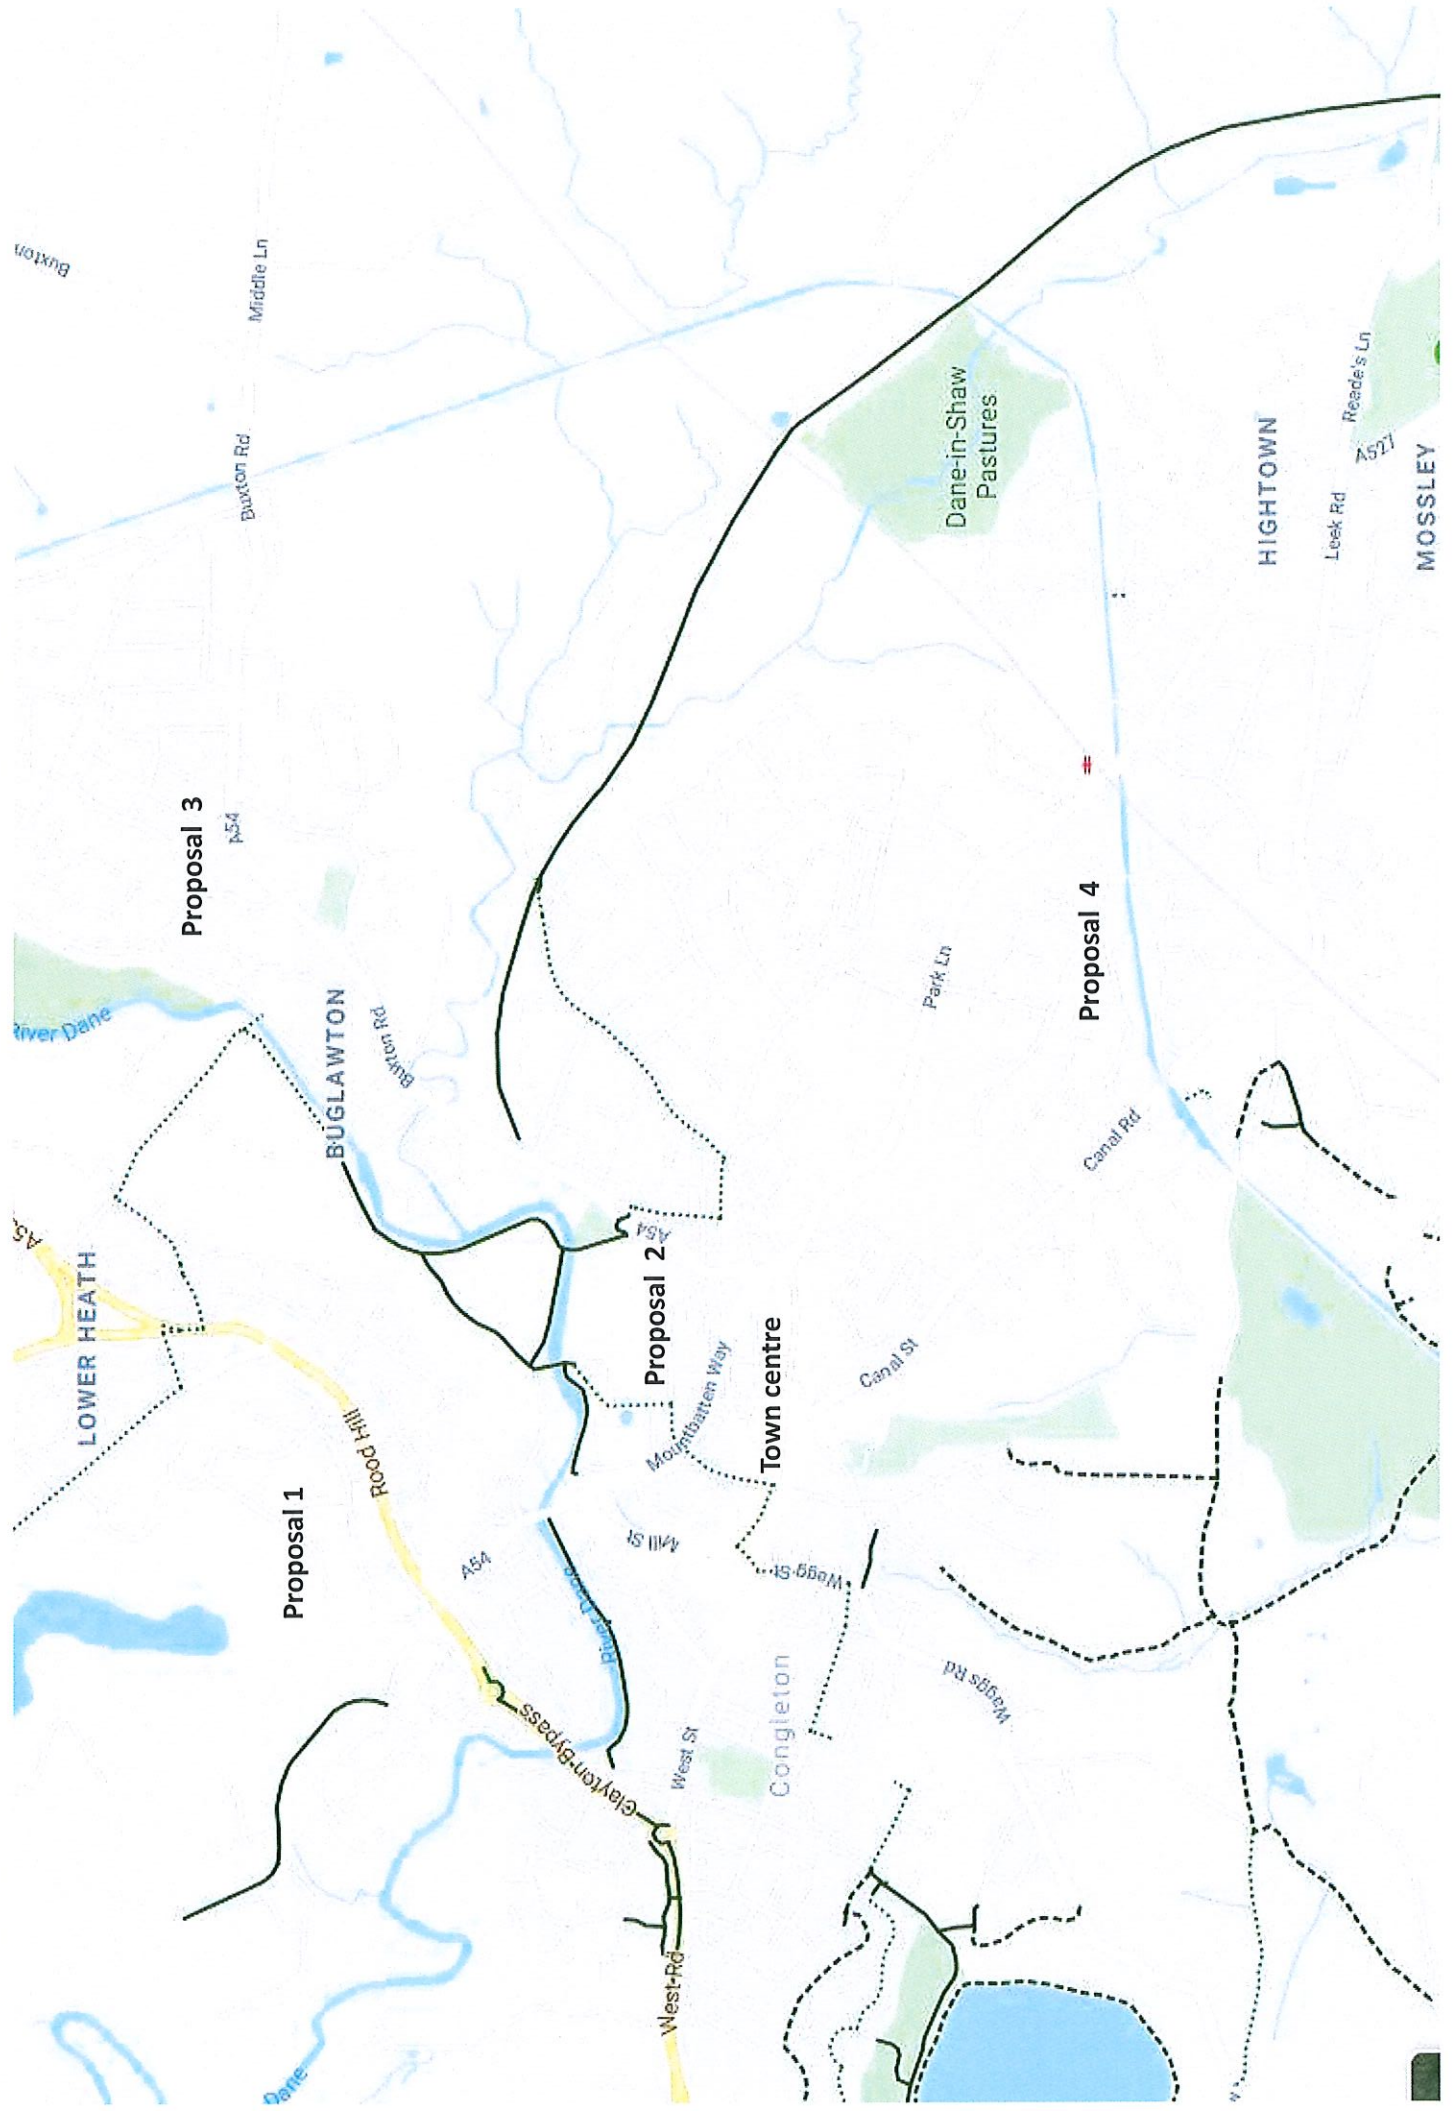 Buxton
Middle Ln
Buxton Rd
Proposal 3
A54
River Dane
BUGLAWTON
Buxton Rd
LOWER HEATH
Rood Hill
Proposal 1
A54
Clayton Bypass
West Rd
Dane
River Dane
Mill St
Mountbatten Way
Proposal 2
A54
Town centre
Wagg St
West St
Congleton
Waggs Rd
Canal St
Canal Rd
Park Ln
Proposal 4
Dane-in-Shaw
Pastures
HIGHTOWN
Leek Rd
Reade's Ln
A527
MOSSLEY